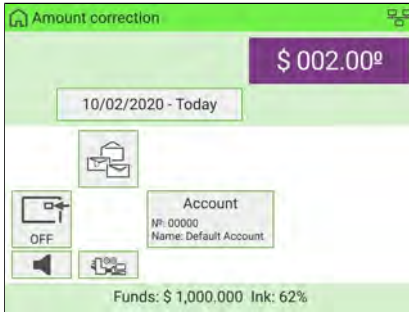 Amount correction
$ 002.00º
10/02/2020 - Today
OFF
Account
Nº: 00000
Name: Default Account
Funds: $ 1,000.000 Ink: 62%